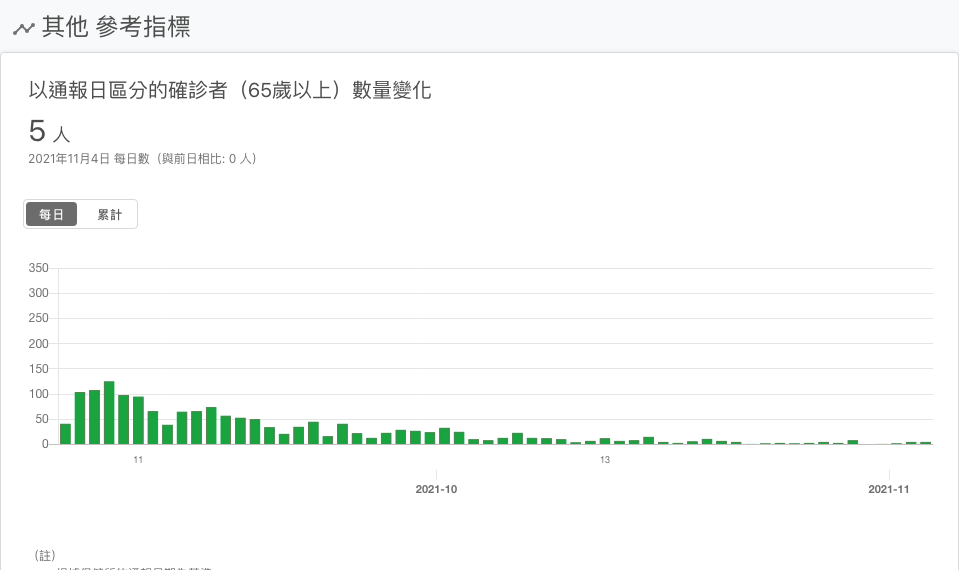 其他 參考指標
以通報日區分的確診者（65歲以上）數量變化
5 人
2021年11月4日 每日數（與前日相比: 0 人）
每日 累計
350
300
250
200
150
100
50
0
11 13
2021-10 2021-11
（註）